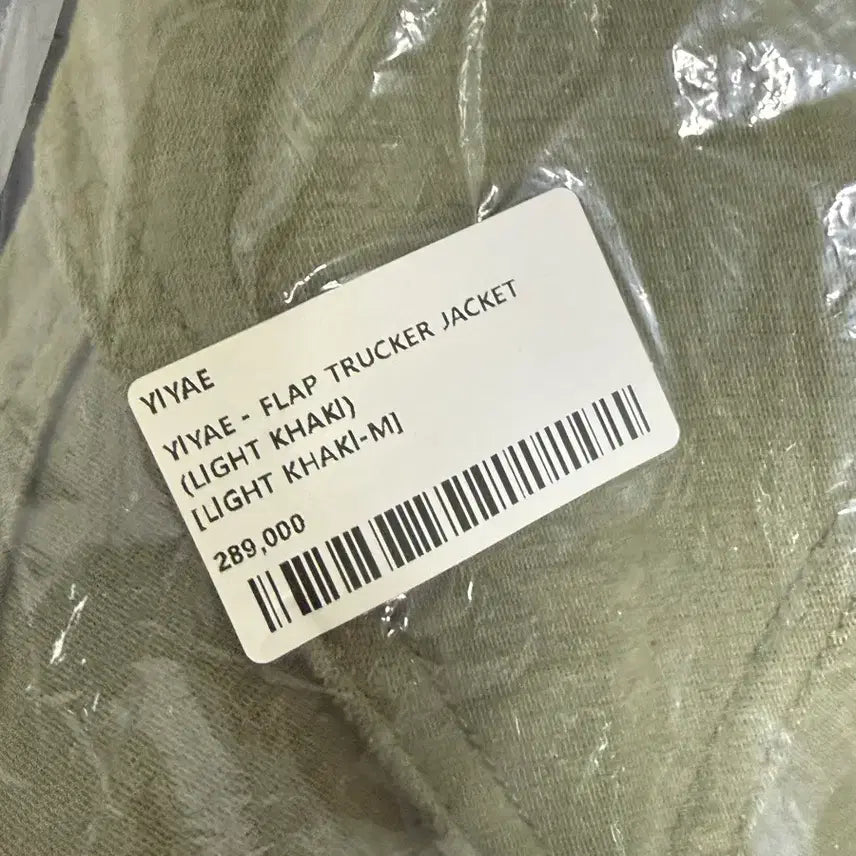 YIYAE
YIYAE - FLAP TRUCKER JACKET
(LIGHT KHAKI)
[LIGHT KHAKI-M]
289,000